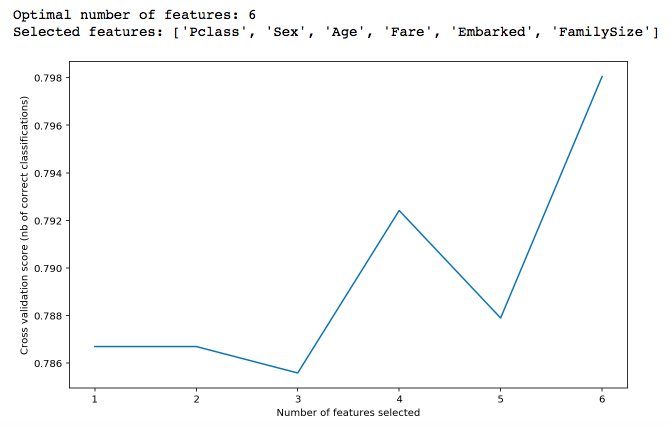 Optimal number of features: 6
Selected features: ['Pclass', 'Sex', 'Age', 'Fare', 'Embarked', 'FamilySize']
Cross validation score (nb of correct classifications)
0.798
0.796
0.794
0.792
0.790
0.788
0.786
1 2 3 4 5 6
Number of features selected